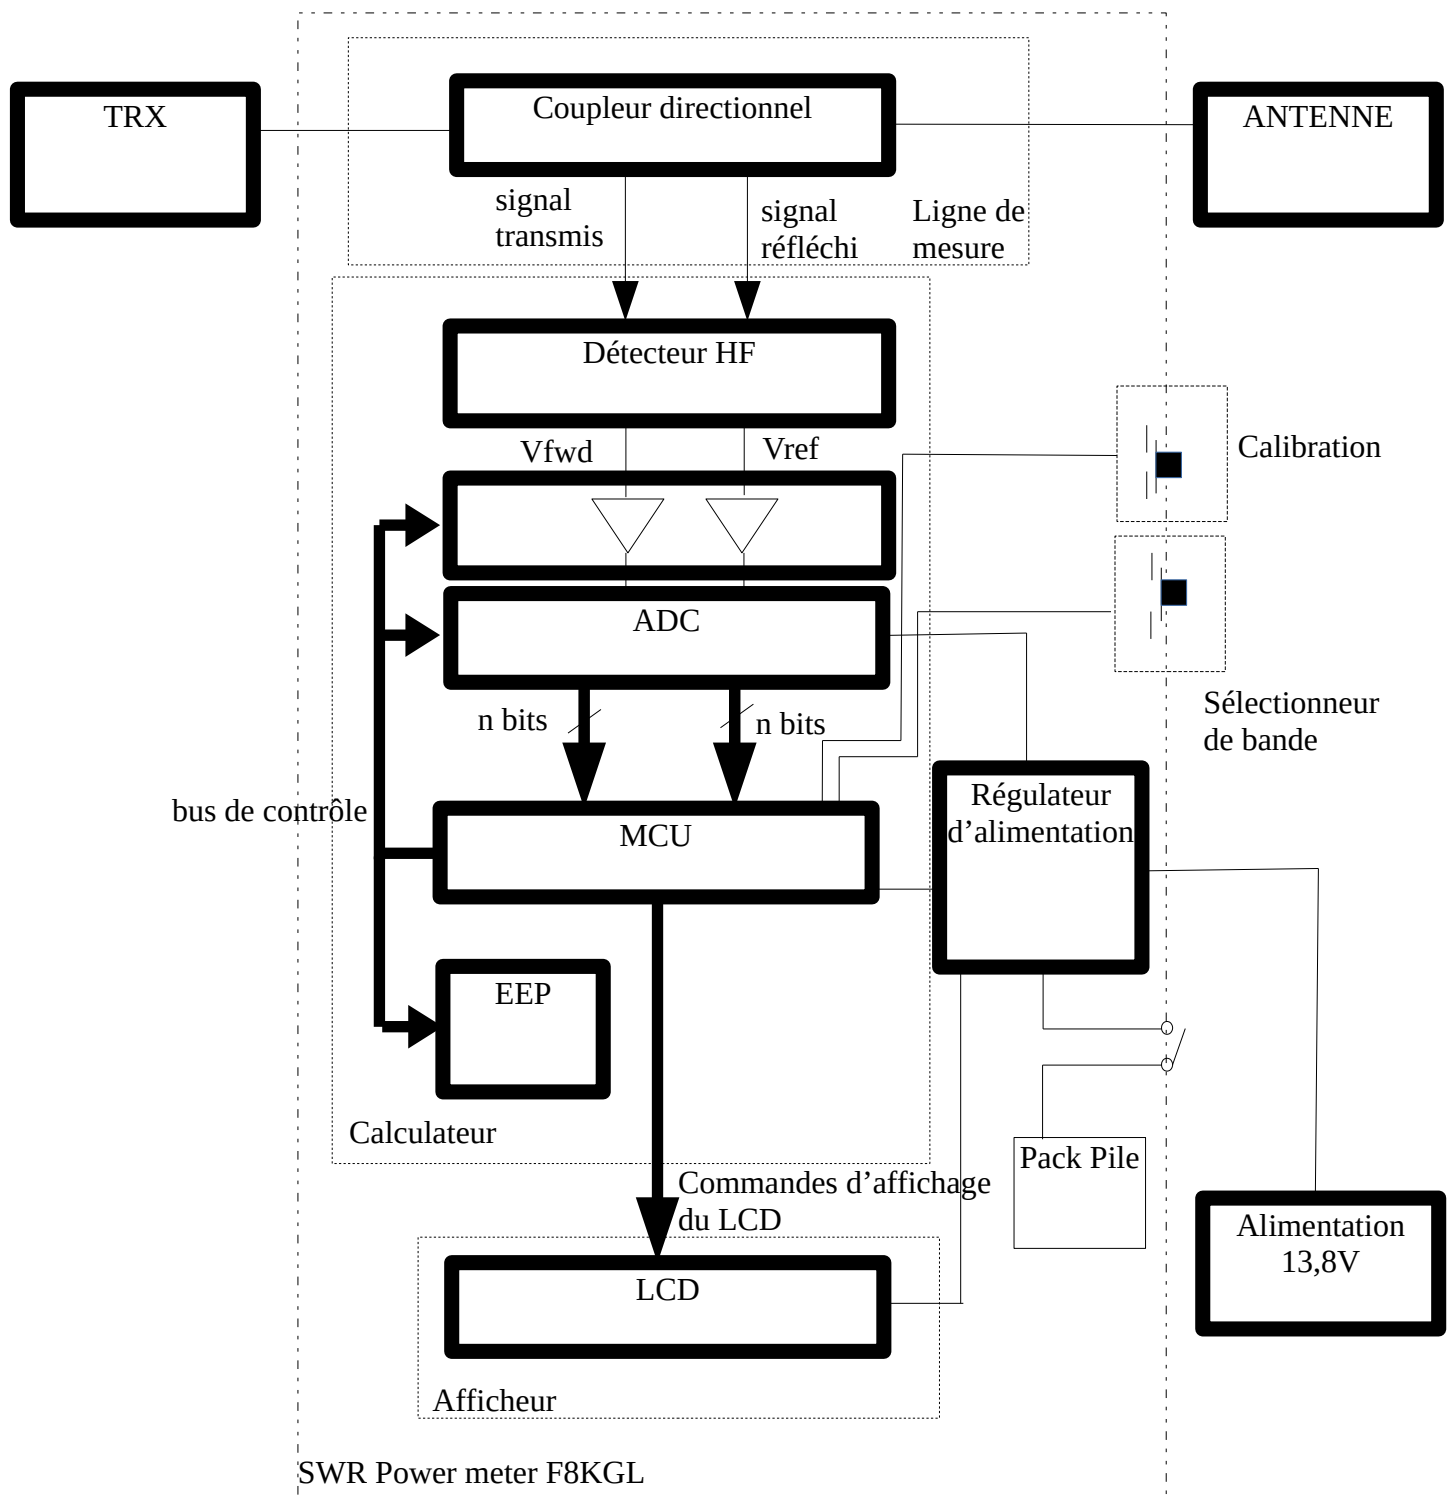 TRX
Coupleur directionnel
ANTENNE
signal
transmis
signal
réfléchi
Ligne de
mesure
Détecteur HF
Vfwd
Vref
Calibration
ADC
n bits
n bits
Sélectionneur
de bande
bus de contrôle
MCU
Régulateur
d’alimentation
EEP
Calculateur
Pack Pile
Commandes d’affichage
du LCD
Alimentation
13,8V
LCD
Afficheur
SWR Power meter F8KGL